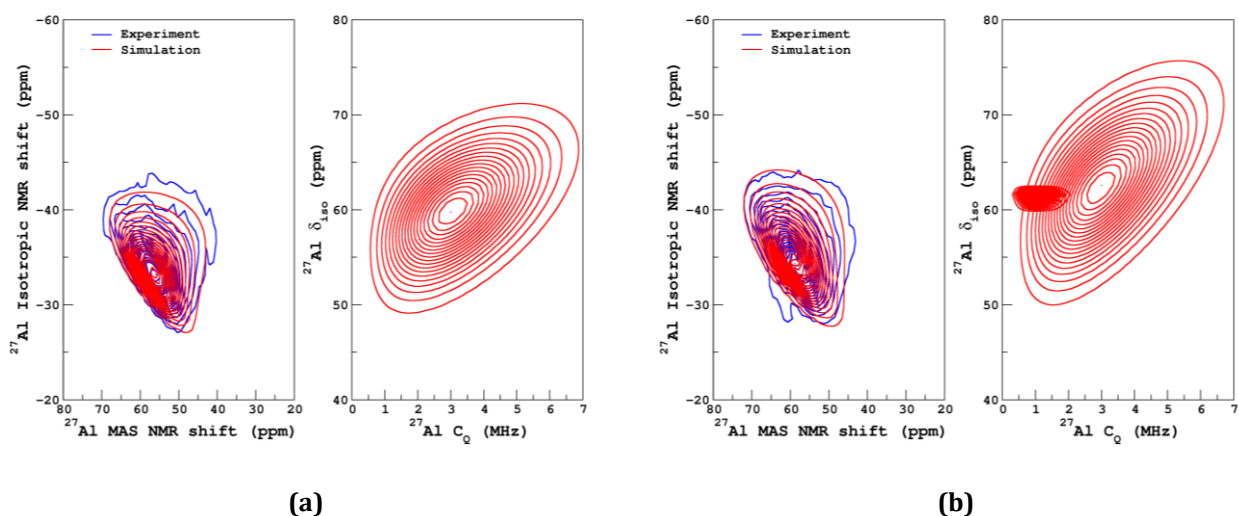 Experiment
Simulation
-60
-50
-40
-30
-20
²⁷Al Isotropic NMR shift (ppm)
80 70 60 50 40 30 20
²⁷Al MAS NMR shift (ppm)
80
70
60
50
40
²⁷Al δiso (ppm)
0 1 2 3 4 5 6 7
²⁷Al CQ (MHz)
(a)
Experiment
Simulation
-60
-50
-40
-30
-20
²⁷Al Isotropic NMR shift (ppm)
80 70 60 50 40 30 20
²⁷Al MAS NMR shift (ppm)
80
70
60
50
40
²⁷Al δiso (ppm)
0 1 2 3 4 5 6 7
²⁷Al CQ (MHz)
(b)